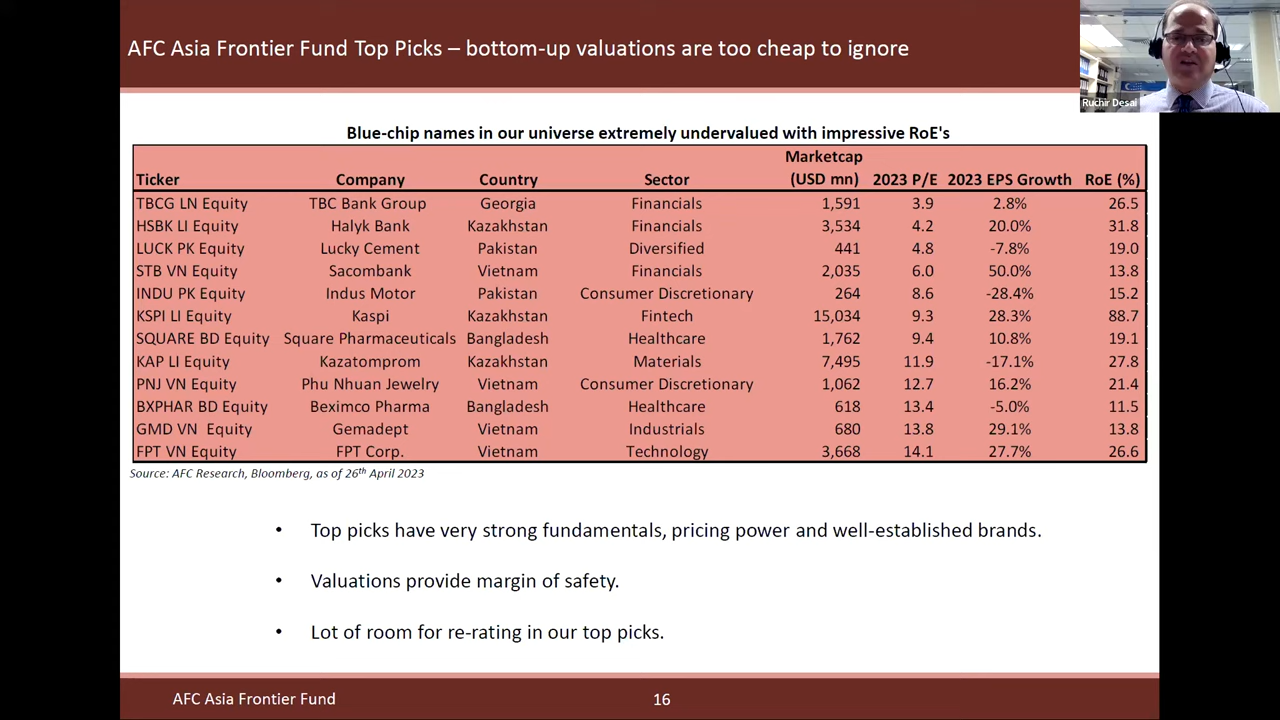 AFC Asia Frontier Fund Top Picks – bottom-up valuations are too cheap to ignore
Ruchir Desai
Blue-chip names in our universe extremely undervalued with impressive RoE's
Ticker Company Country Sector Marketcap (USD mn) 2023 P/E 2023 EPS Growth RoE (%)
TBCG LN Equity TBC Bank Group Georgia Financials 1,591 3.9 2.8% 26.5
HSBK LI Equity Halyk Bank Kazakhstan Financials 3,534 4.2 20.0% 31.8
LUCK PK Equity Lucky Cement Pakistan Diversified 441 4.8 -7.8% 19.0
STB VN Equity Sacombank Vietnam Financials 2,035 6.0 50.0% 13.8
INDU PK Equity Indus Motor Pakistan Consumer Discretionary 264 8.6 -28.4% 15.2
KSPI LI Equity Kaspi Kazakhstan Fintech 15,034 9.3 28.3% 88.7
SQUARE BD Equity Square Pharmaceuticals Bangladesh Healthcare 1,762 9.4 10.8% 19.1
KAP LI Equity Kazatomprom Kazakhstan Materials 7,495 11.9 -17.1% 27.8
PNJ VN Equity Phu Nhuan Jewelry Vietnam Consumer Discretionary 1,062 12.7 16.2% 21.4
BXPHAR BD Equity Beximco Pharma Bangladesh Healthcare 618 13.4 -5.0% 11.5
GMD VN Equity Gemadept Vietnam Industrials 680 13.8 29.1% 13.8
FPT VN Equity FPT Corp. Vietnam Technology 3,668 14.1 27.7% 26.6
Source: AFC Research, Bloomberg, as of 26th April 2023
• Top picks have very strong fundamentals, pricing power and well-established brands.
• Valuations provide margin of safety.
• Lot of room for re-rating in our top picks.
AFC Asia Frontier Fund 16